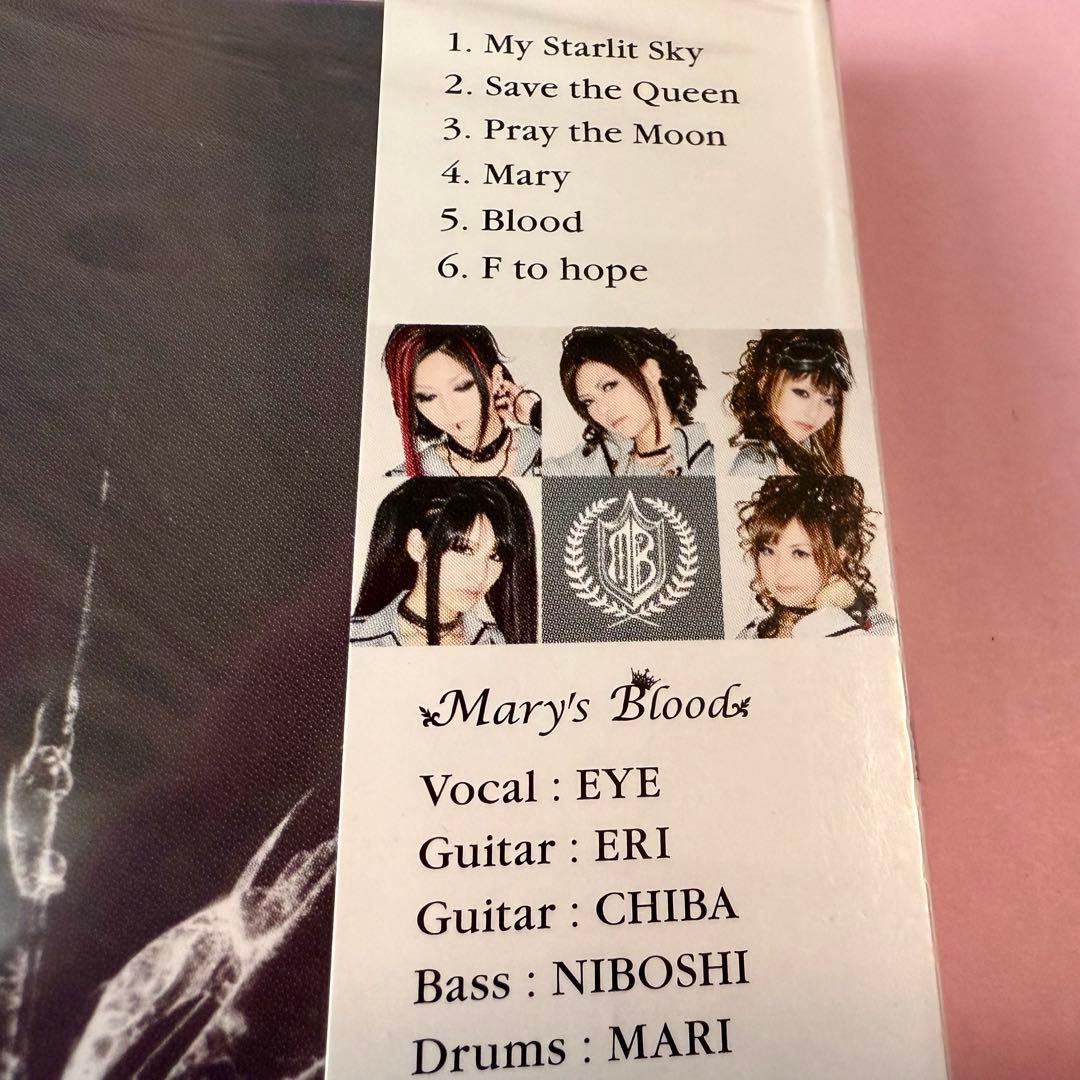 1. My Starlit Sky
2. Save the Queen
3. Pray the Moon
4. Mary
5. Blood
6. F to hope
MB
Mary's Blood
Vocal : EYE
Guitar : ERI
Guitar : CHIBA
Bass : NIBOSHI
Drums : MARI